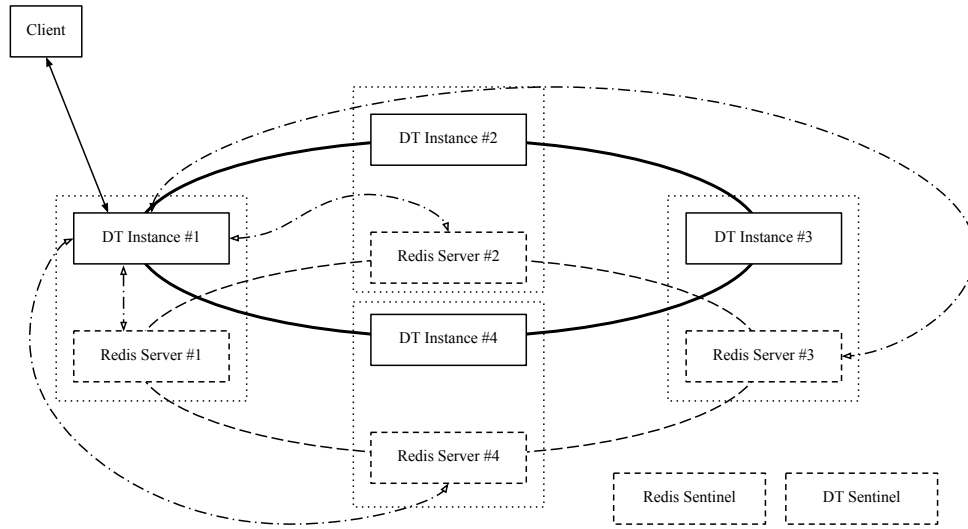 Client
DT Instance #2
DT Instance #1
DT Instance #3
Redis Server #2
DT Instance #4
Redis Server #1
Redis Server #3
Redis Server #4
Redis Sentinel
DT Sentinel